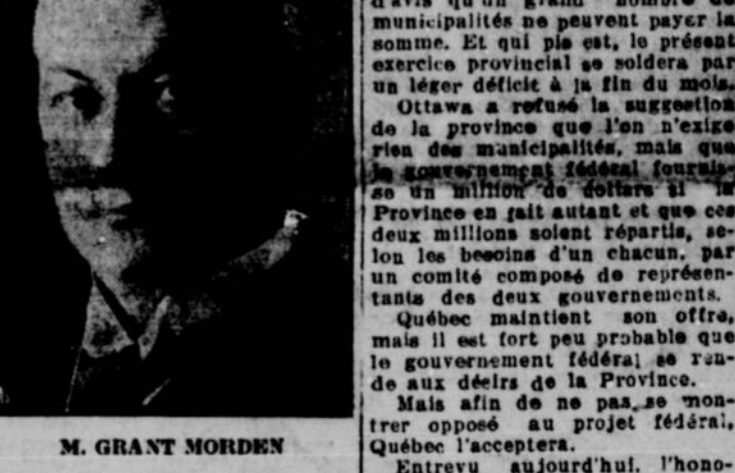 M. GRANT MORDEN
d'avis qu'un grand nombre de
municipalités ne peuvent payer la
somme. Et qui pis est, le présent
exercice provincial se soldera par
un léger déficit à la fin du mois.
Ottawa a refusé la suggestion
de la province que l'on n'exige
rien des municipalités, mais que
le gouvernement fédéral fournis-
se un million de dollars si la
Province en fait autant et que ces
deux millions soient répartis, se-
lon les besoins d'un chacun, par
un comité composé de représen-
tants des deux gouvernements.
Québec maintient son offre,
mais il est fort peu probable que
le gouvernement fédéral se ren-
de aux désirs de la Province.
Mais afin de ne pas se mon-
trer opposé au projet fédéral,
Québec l'acceptera.
Entrevu aujourd'hui, l'hono-